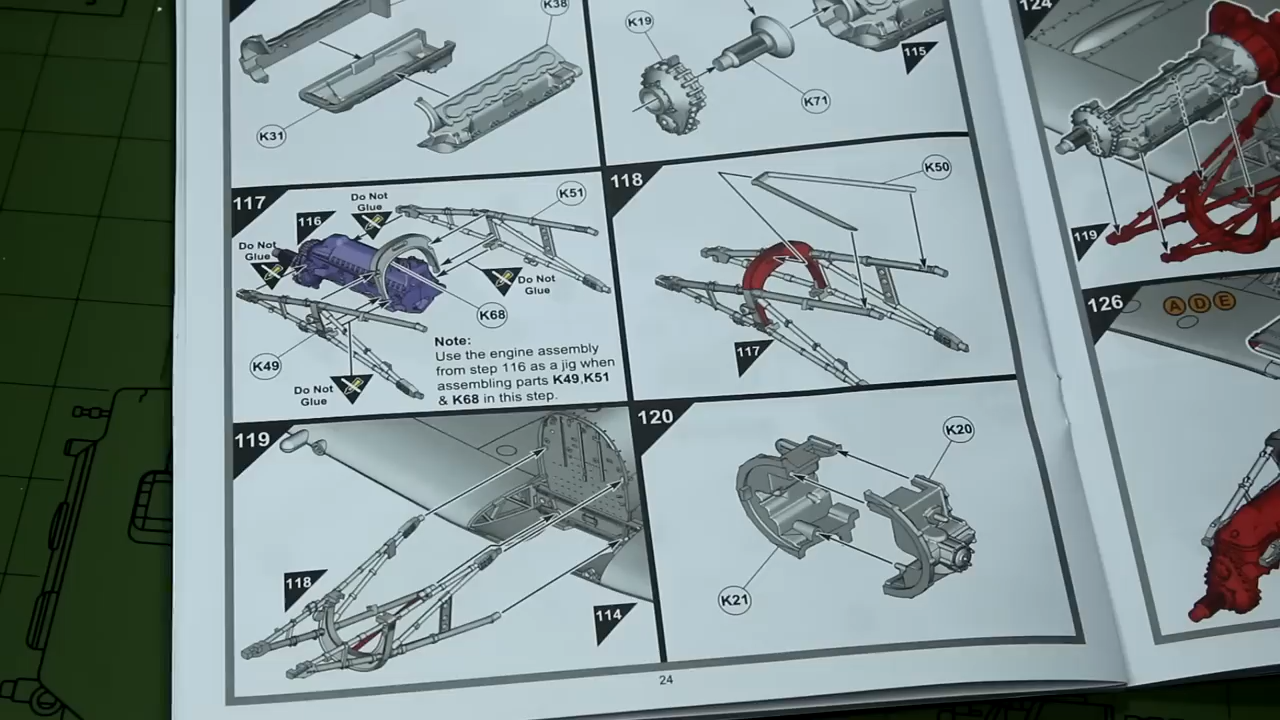 K38
K31
K19
K71
115
124
119
117
116
Do Not
Glue
Do Not
Glue
K51
Do Not
Glue
K68
K49
Do Not
Glue
Note:
Use the engine assembly
from step 116 as a jig when
assembling parts K49,K51
& K68 in this step.
118
K50
117
126
A D E
119
118
114
120
K20
K21
24